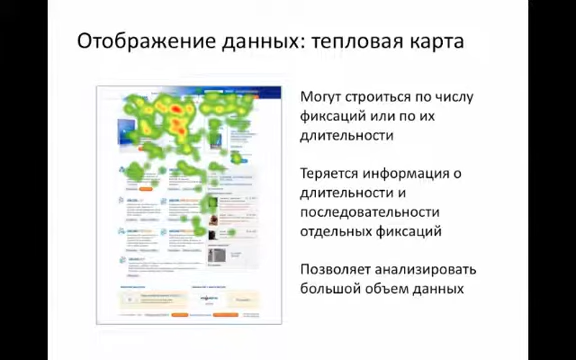 Отображение данных: тепловая карта
Могут строиться по числу
фиксаций или по их
длительности
Теряется информация о
длительности и
последовательности
отдельных фиксаций
Позволяет анализировать
большой объем данных